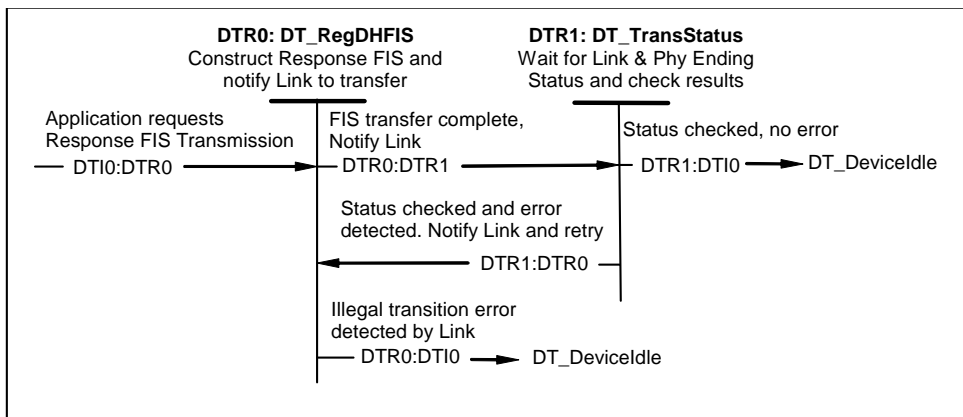 DTR0: DT_RegDHFIS
Construct Response FIS and
notify Link to transfer
DTR1: DT_TransStatus
Wait for Link & Phy Ending
Status and check results
Application requests
Response FIS Transmission
DTI0:DTR0
FIS transfer complete,
Notify Link
DTR0:DTR1
Status checked, no error
DTR1:DTI0
DT_DeviceIdle
Status checked and error
detected. Notify Link and retry
DTR1:DTR0
Illegal transition error
detected by Link
DTR0:DTI0
DT_DeviceIdle